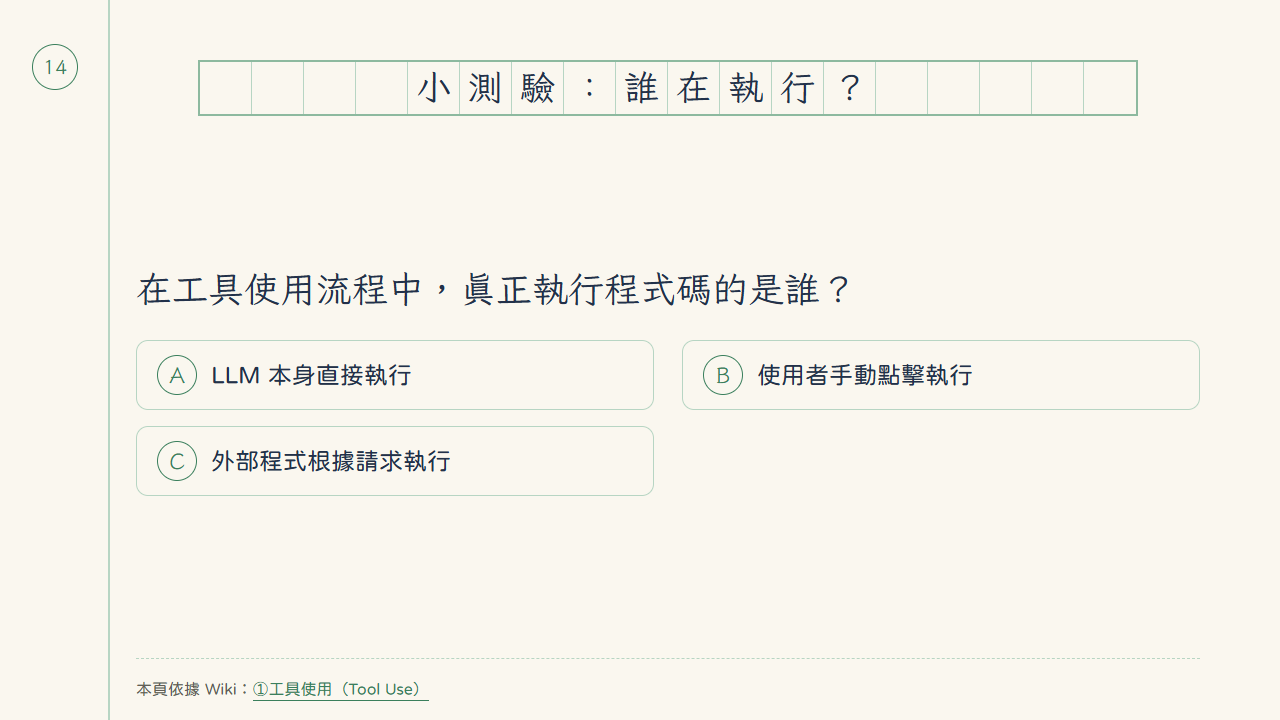 14
小測驗：誰在執行？
在工具使用流程中，真正執行程式碼的是誰？
A LLM 本身直接執行
B 使用者手動點擊執行
C 外部程式根據請求執行
本頁依據 Wiki：①工具使用（Tool Use）